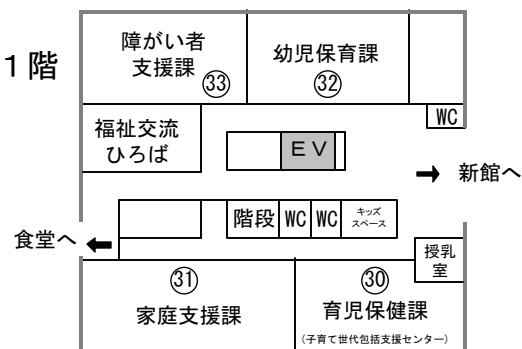 1階
障がい者
支援課
㉝
幼児保育課
㉜
WC
福祉交流
ひろば
EV
新館へ
階段
WC
WC
キッズ
スペース
食堂へ
授乳
室
㉛
家庭支援課
㉚
育児保健課
(子育て世代包括支援センター)